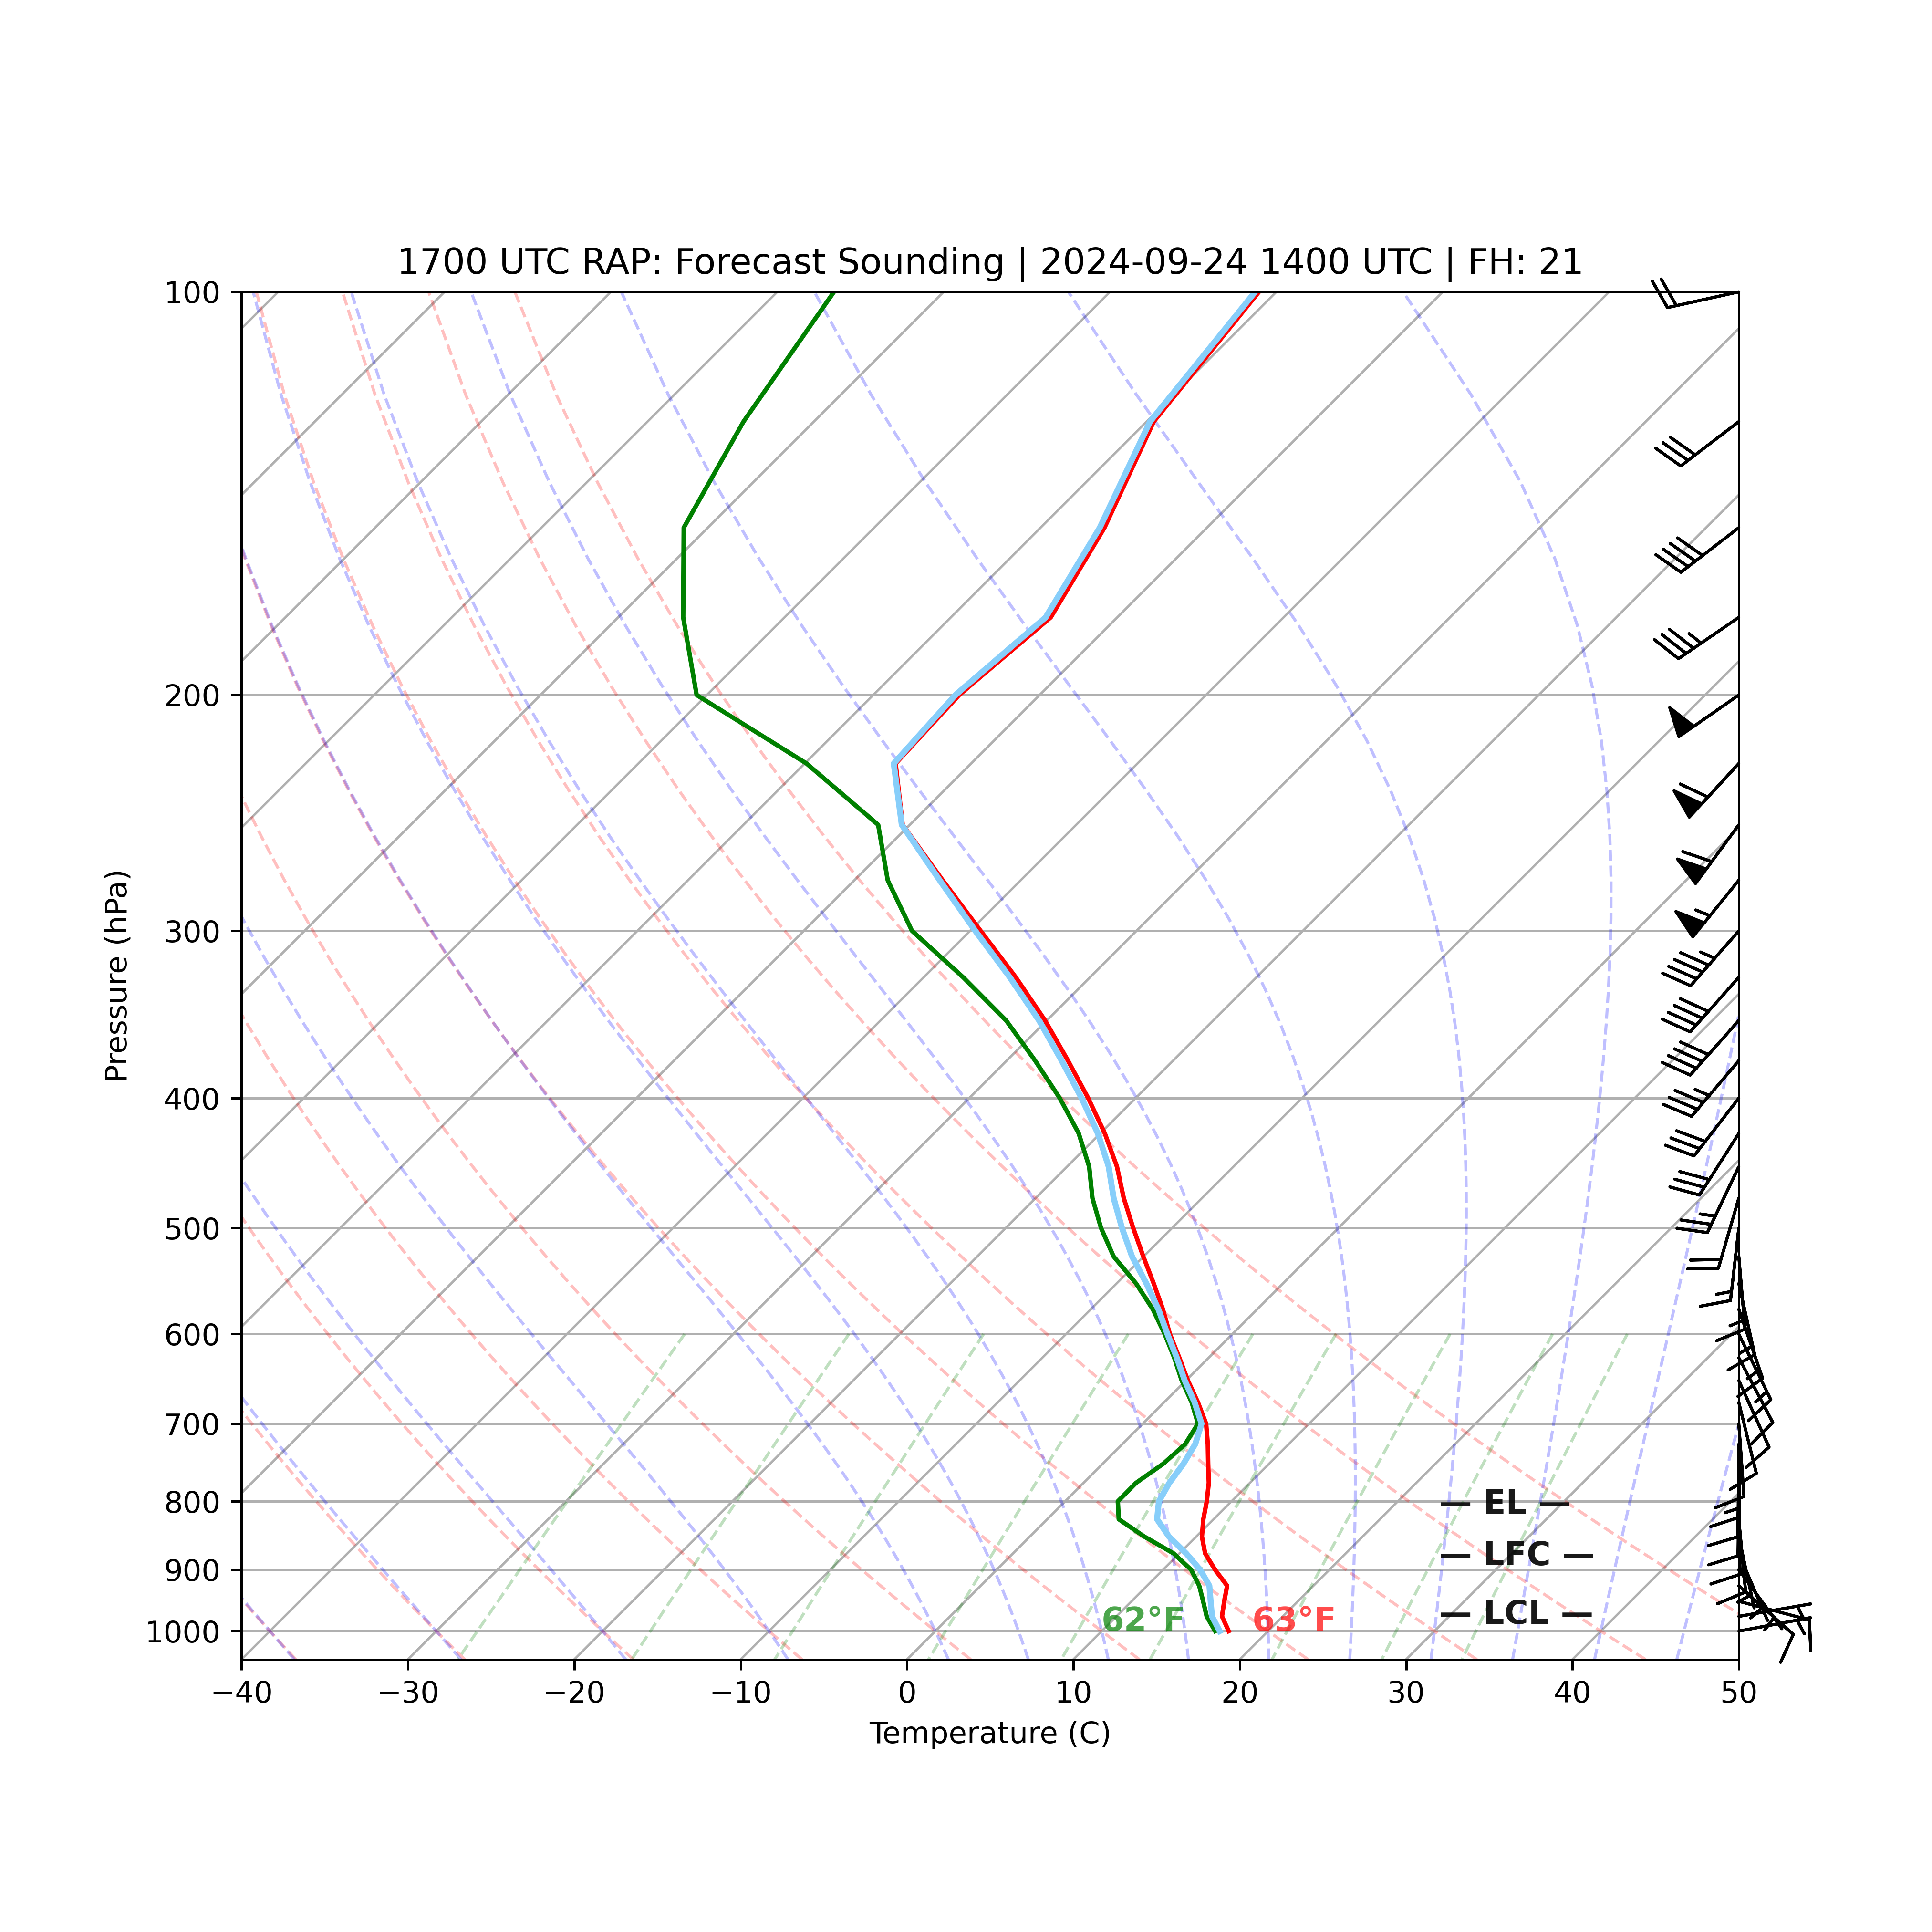 1700 UTC RAP: Forecast Sounding | 2024-09-24 1400 UTC | FH: 21
100
200
300
400
500
600
700
800
900
1000
Pressure (hPa)
— EL —
— LFC —
— LCL —
62°F 63°F
−40 −30 −20 −10 0 10 20 30 40 50
Temperature (C)